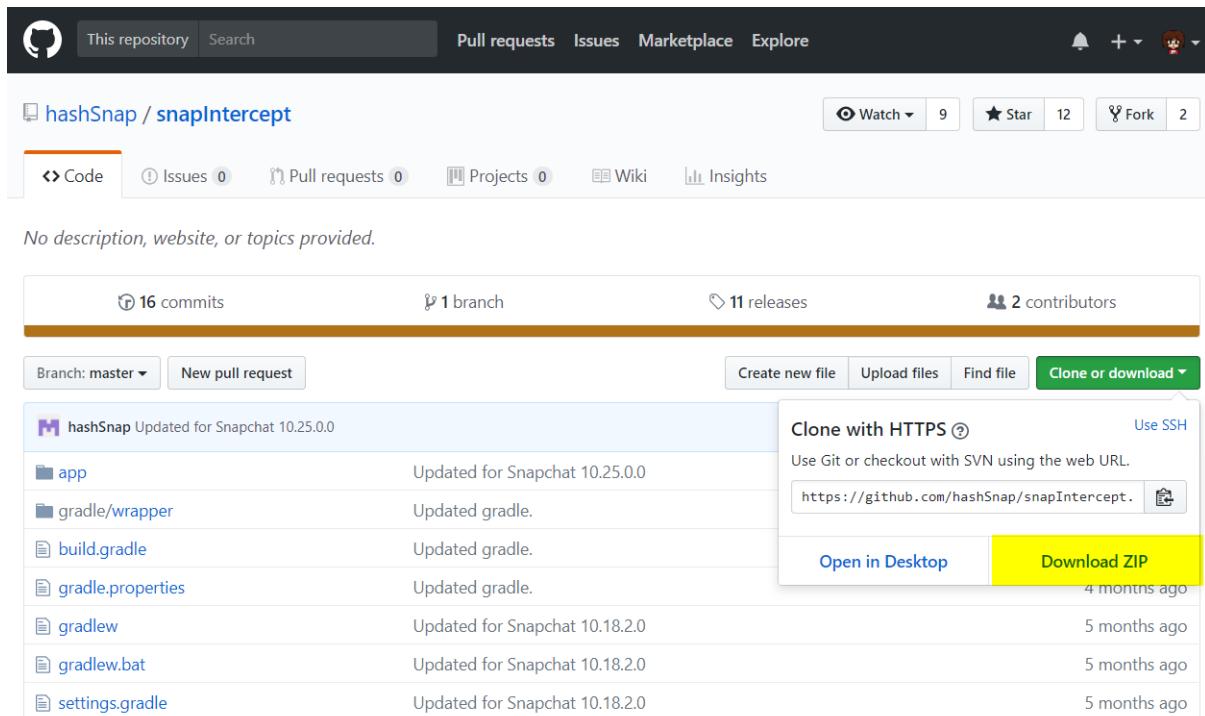 This repository Search Pull requests Issues Marketplace Explore
hashSnap / snapIntercept Watch 9 Star 12 Fork 2
Code Issues 0 Pull requests 0 Projects 0 Wiki Insights
No description, website, or topics provided.
16 commits 1 branch 11 releases 2 contributors
Branch: master New pull request Create new file Upload files Find file Clone or download
hashSnap Updated for Snapchat 10.25.0.0
Clone with HTTPS ? Use SSH
Use Git or checkout with SVN using the web URL.
https://github.com/hashSnap/snapIntercept.
Open in Desktop Download ZIP
app Updated for Snapchat 10.25.0.0
gradle/wrapper Updated gradle.
build.gradle Updated gradle.
gradle.properties Updated gradle. 4 months ago
gradlew Updated for Snapchat 10.18.2.0 5 months ago
gradlew.bat Updated for Snapchat 10.18.2.0 5 months ago
settings.gradle Updated for Snapchat 10.18.2.0 5 months ago